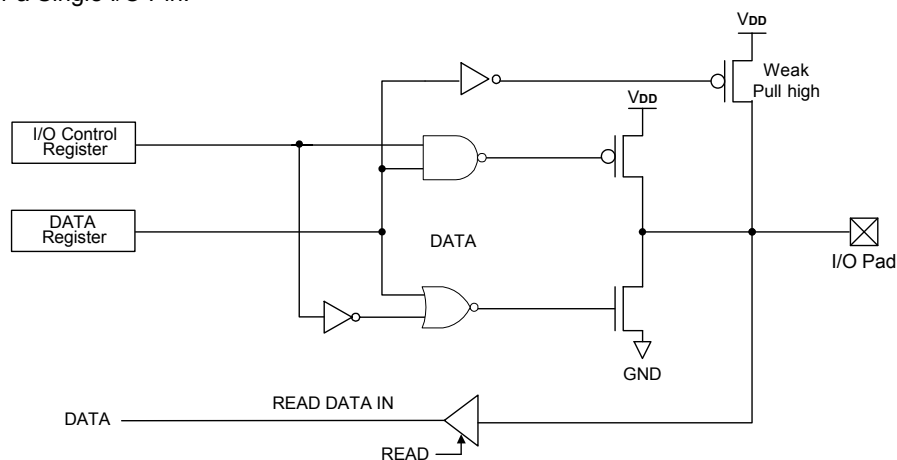 VDD
Weak
Pull high
VDD
I/O Control
Register
DATA
Register
DATA
I/O Pad
GND
READ DATA IN
DATA
READ